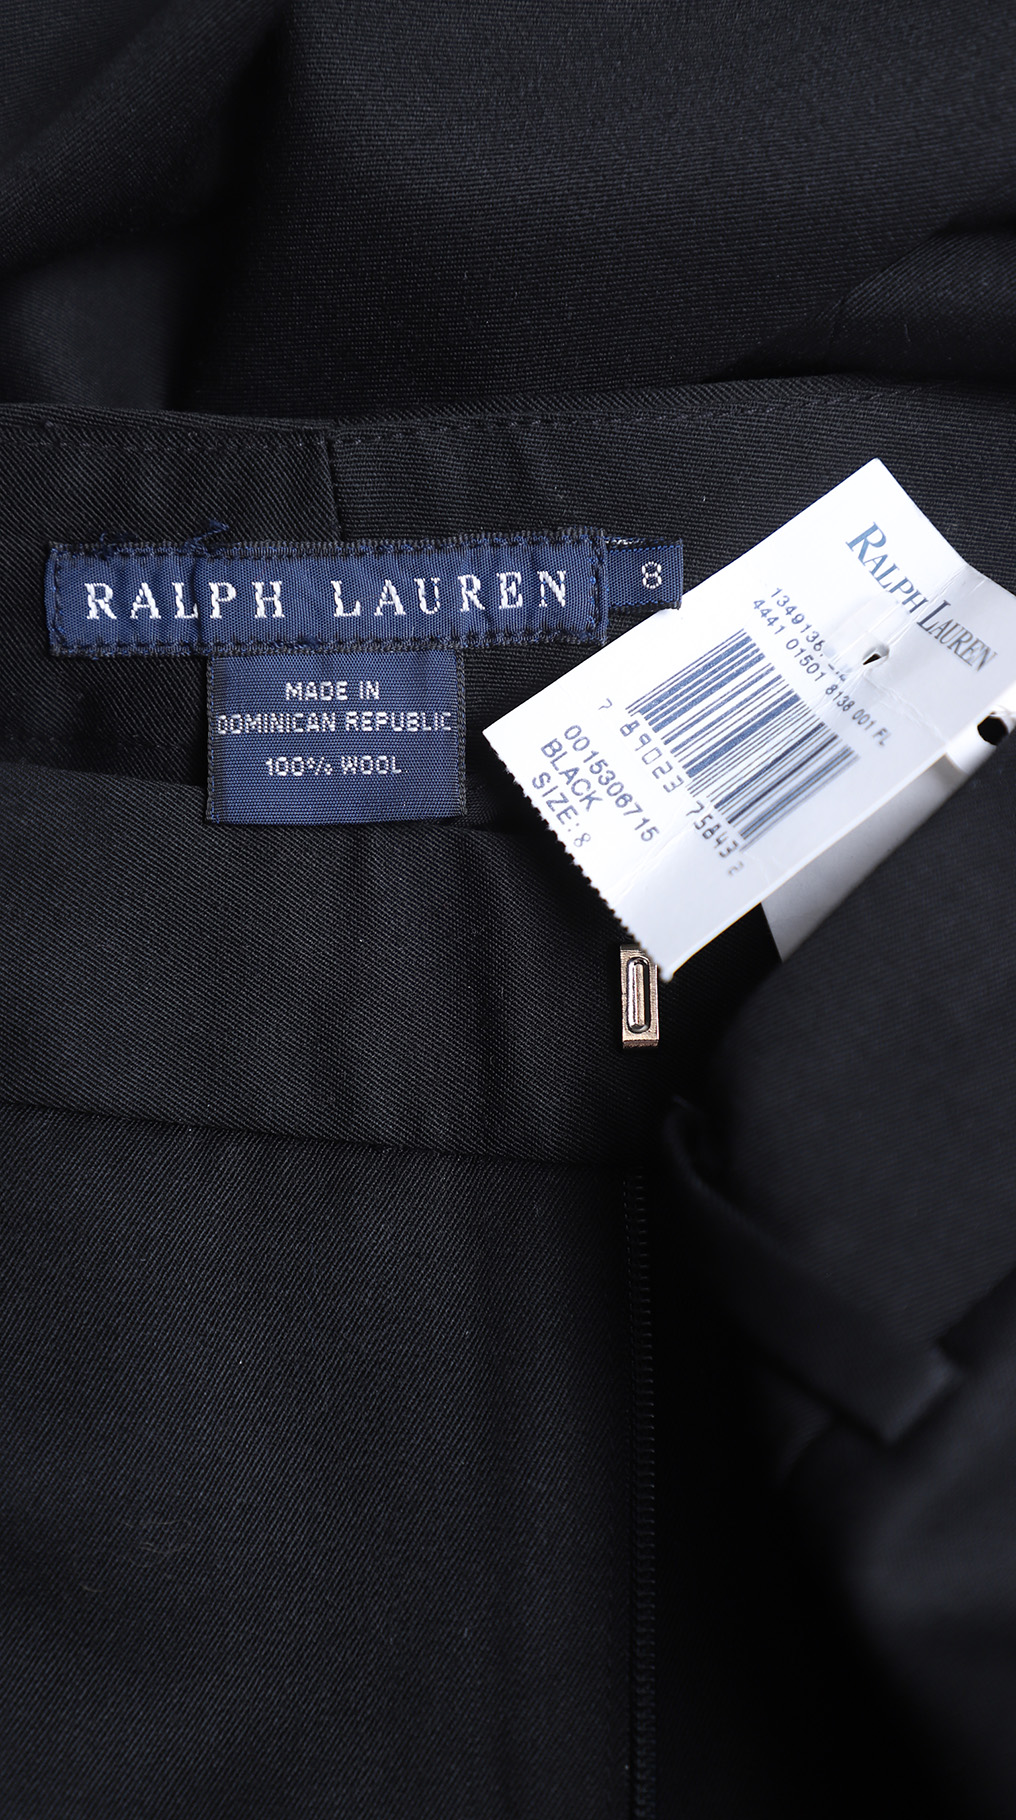 RALPH LAUREN
8
MADE IN
DOMINICAN REPUBLIC
100% WOOL
RALPH LAUREN
4441 01501 8138 001 FL
7 89023 75843 2
0015306715
BLACK
SIZE: 8